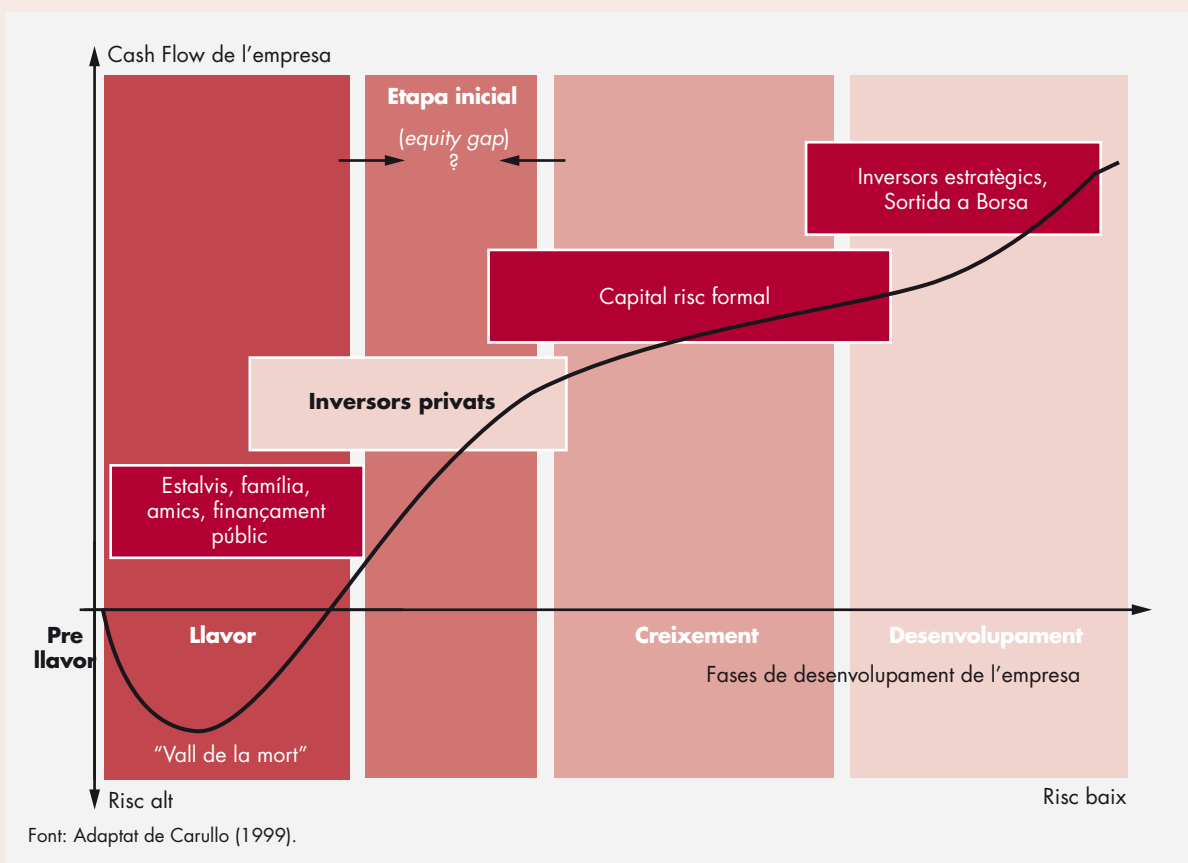 Cash Flow de l’empresa
Etapa inicial
(equity gap)
?
Inversors estratègics,
Sortida a Borsa
Capital risc formal
Inversors privats
Estalvis, família,
amics, finançament
públic
Pre
llavor
Llavor
Creixement
Desenvolupament
Fases de desenvolupament de l’empresa
“Vall de la mort”
Risc alt
Risc baix
Font: Adaptat de Carullo (1999).